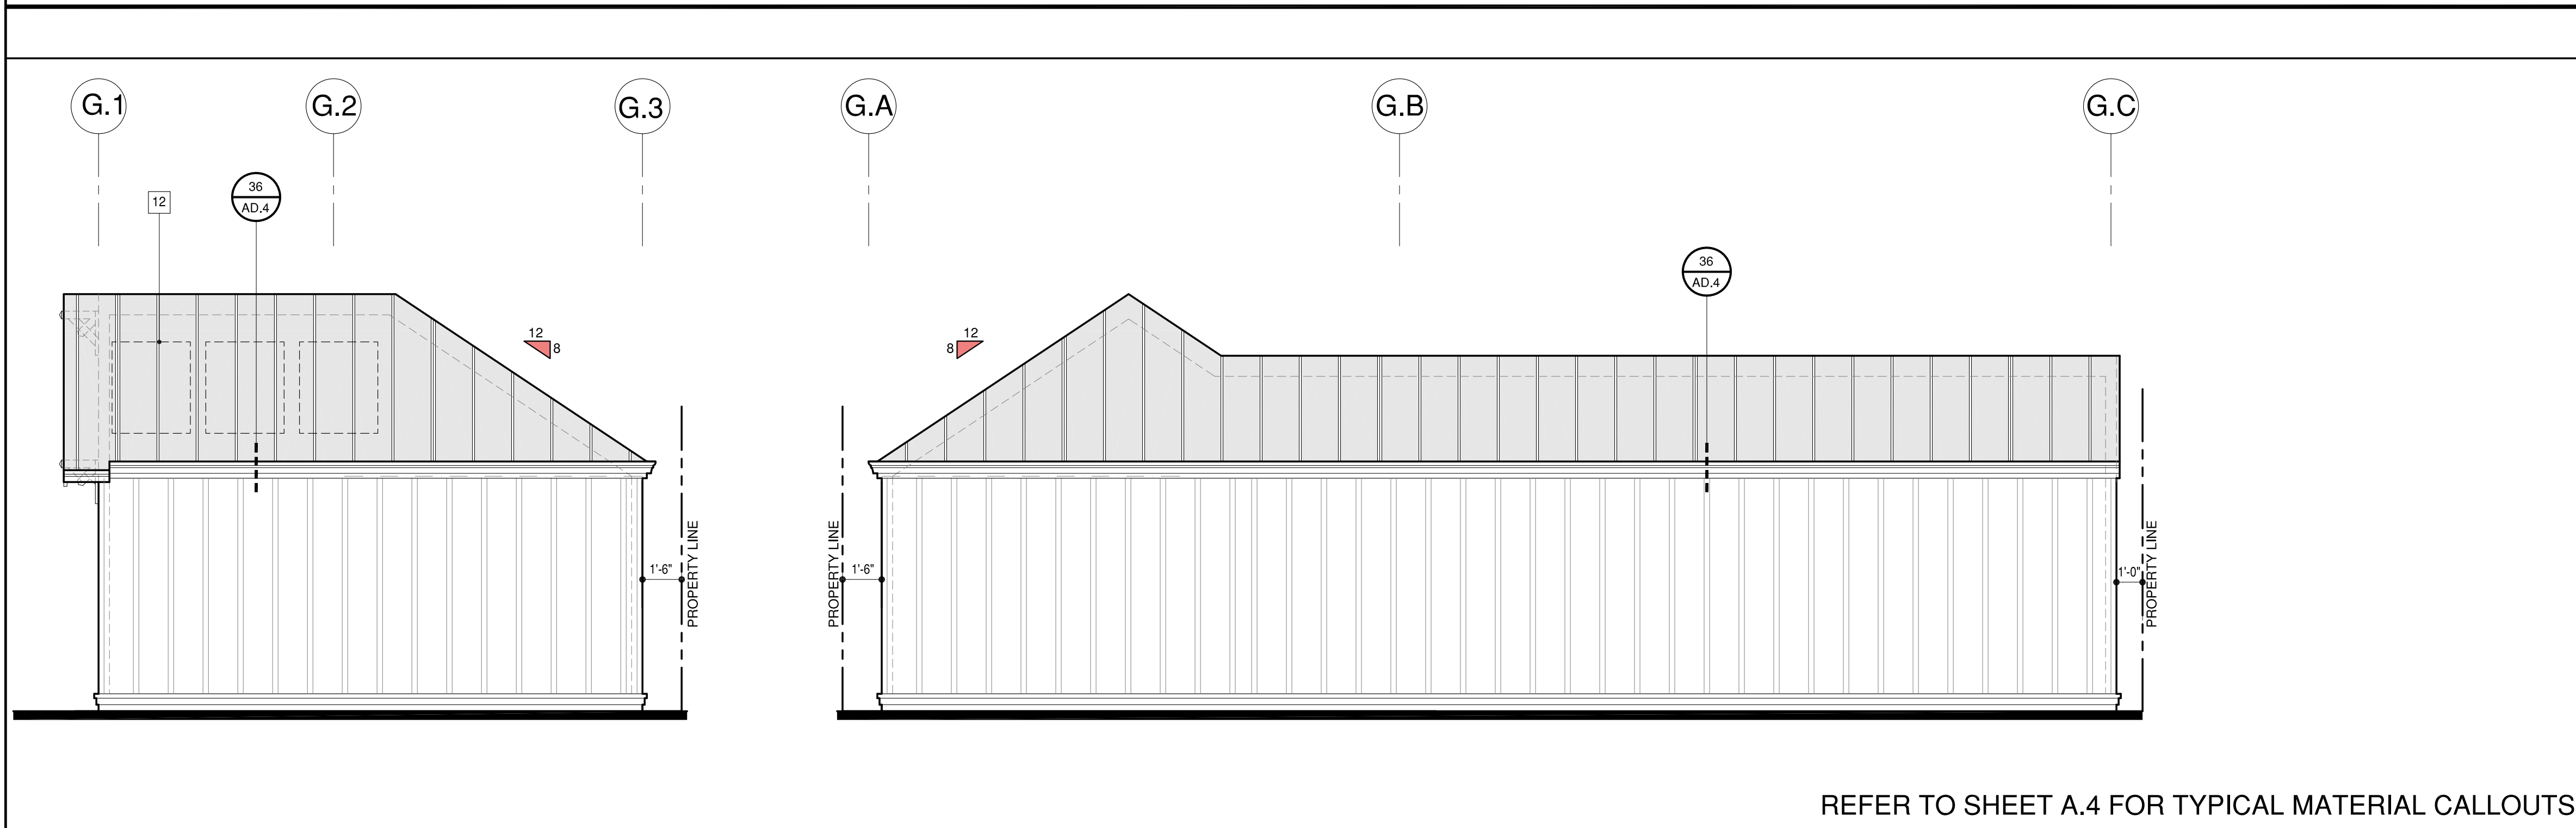 G.1
G.2
G.3
G.A
G.B
G.C
12
36
AD.4
36
AD.4
12
8
12
8
1'-6"
PROPERTY LINE
PROPERTY LINE
1'-6"
1'-0"
PROPERTY LINE
REFER TO SHEET A.4 FOR TYPICAL MATERIAL CALLOUTS